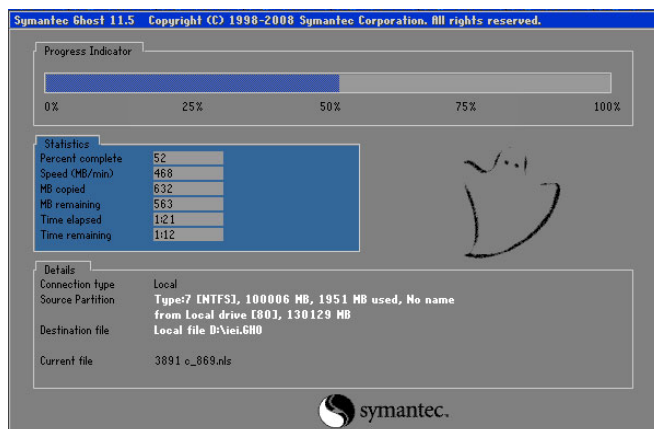 Symantec Ghost 11.5   Copyright (C) 1998-2008 Symantec Corporation. All rights reserved.
Progress Indicator
0%   25%   50%   75%   100%
Statistics
Percent complete   52
Speed (MB/min)   468
MB copied   632
MB remaining   563
Time elapsed   1:21
Time remaining   1:12
Details
Connection type   Local
Source Partition   Type:7 [NTFS], 100006 MB, 1951 MB used, No name
from Local drive [80], 130129 MB
Destination file   Local file D:\iei.GHO
Current file   3891 c_869.nls
symantec.